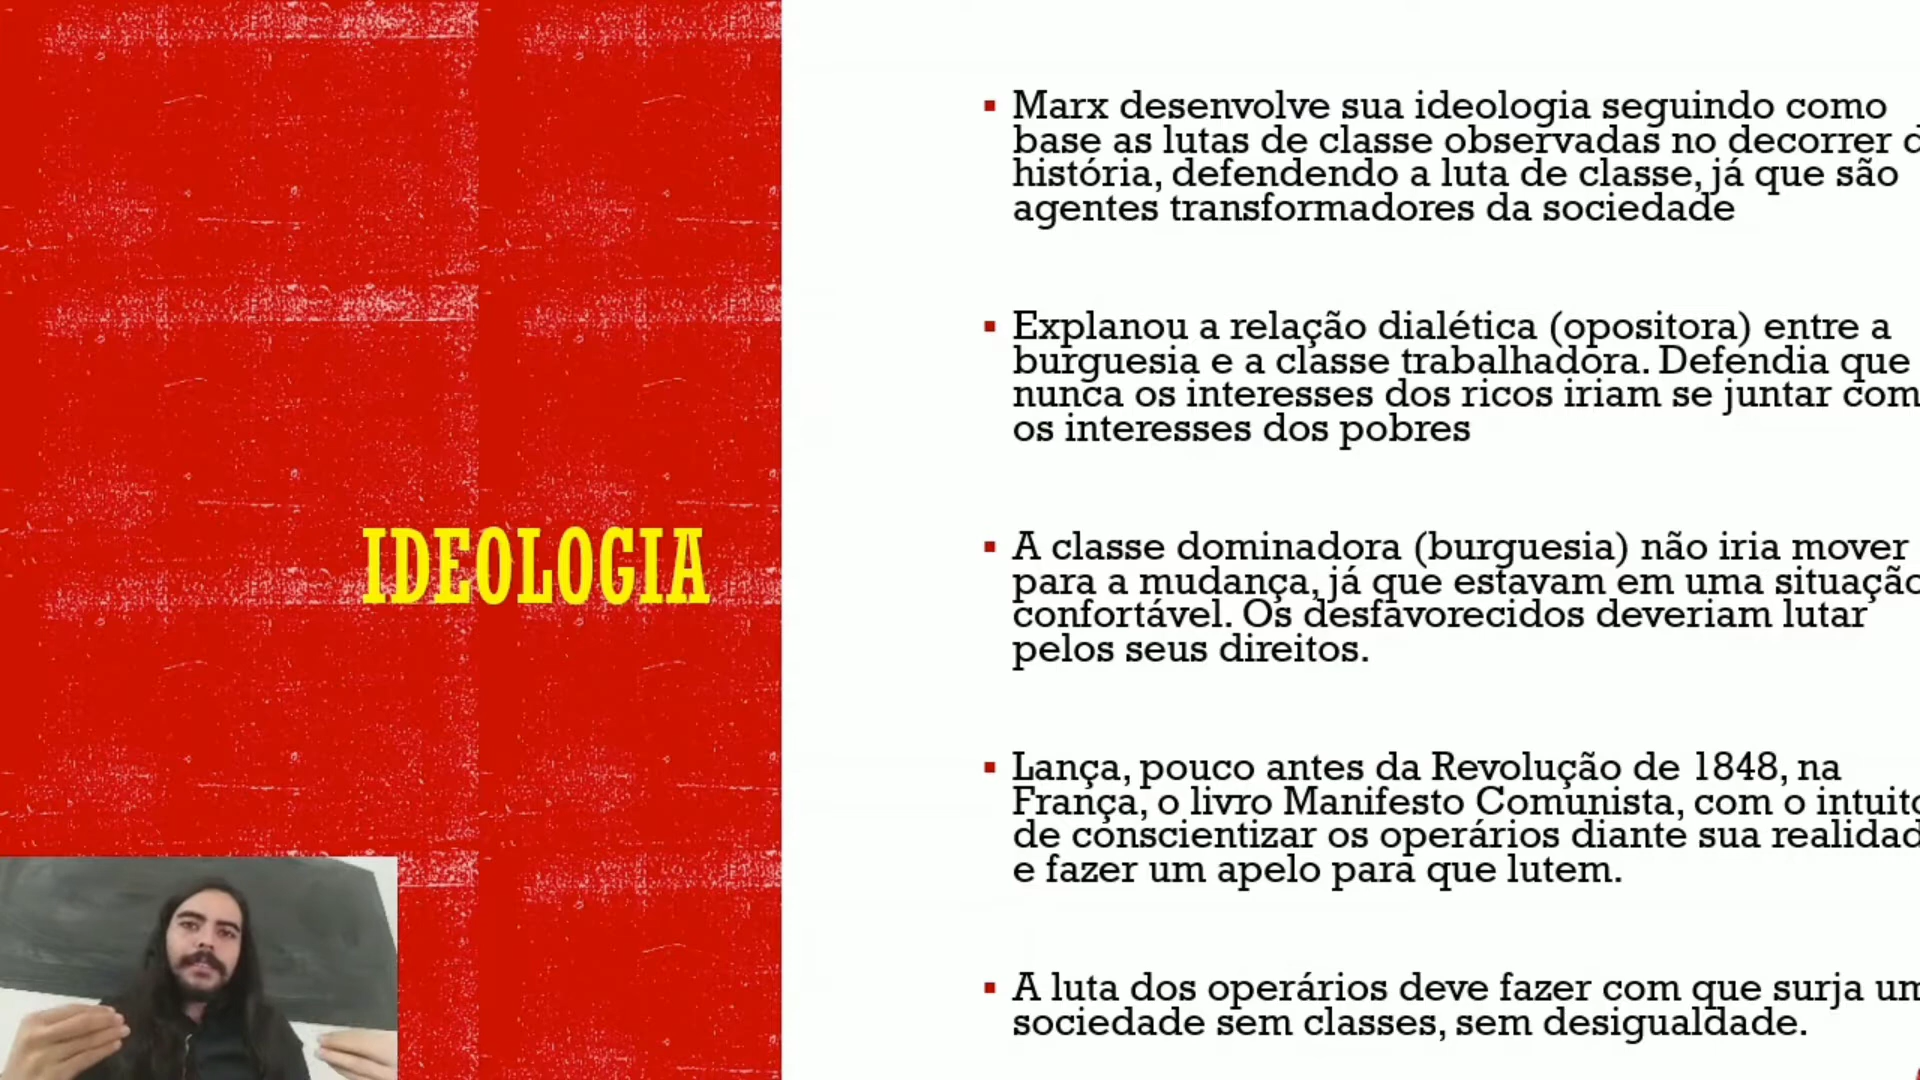 IDEOLOGIA
Marx desenvolve sua ideologia seguindo como
base as lutas de classe observadas no decorrer
história, defendendo a luta de classe, já que são
agentes transformadores da sociedade
Explanou a relação dialética (opositora) entre a
burguesia e a classe trabalhadora. Defendia que
nunca os interesses dos ricos iriam se juntar com
os interesses dos pobres
A classe dominadora (burguesia) não iria mover
para a mudança, já que estavam em uma situação
confortável. Os desfavorecidos deveriam lutar
pelos seus direitos.
Lança, pouco antes da Revolução de 1848, na
França, o livro Manifesto Comunista, com o intuito
de conscientizar os operários diante sua realidad
e fazer um apelo para que lutem.
A luta dos operários deve fazer com que surja um
sociedade sem classes, sem desigualdade.